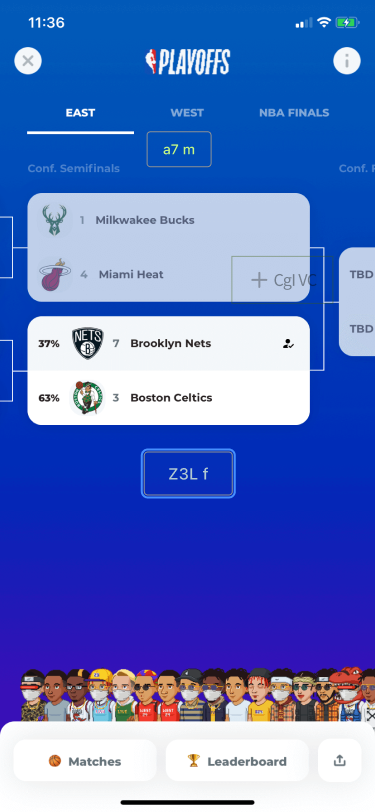 11:36
PLAYOFFS
EAST WEST NBA FINALS
a7 m
Conf. Semifinals Conf.
1 Milkwakee Bucks
4 Miami Heat
+ Cgl VC
TBD
TBD
37% NETS B 7 Brooklyn Nets
63% 3 Boston Celtics
Z3L f
Matches Leaderboard